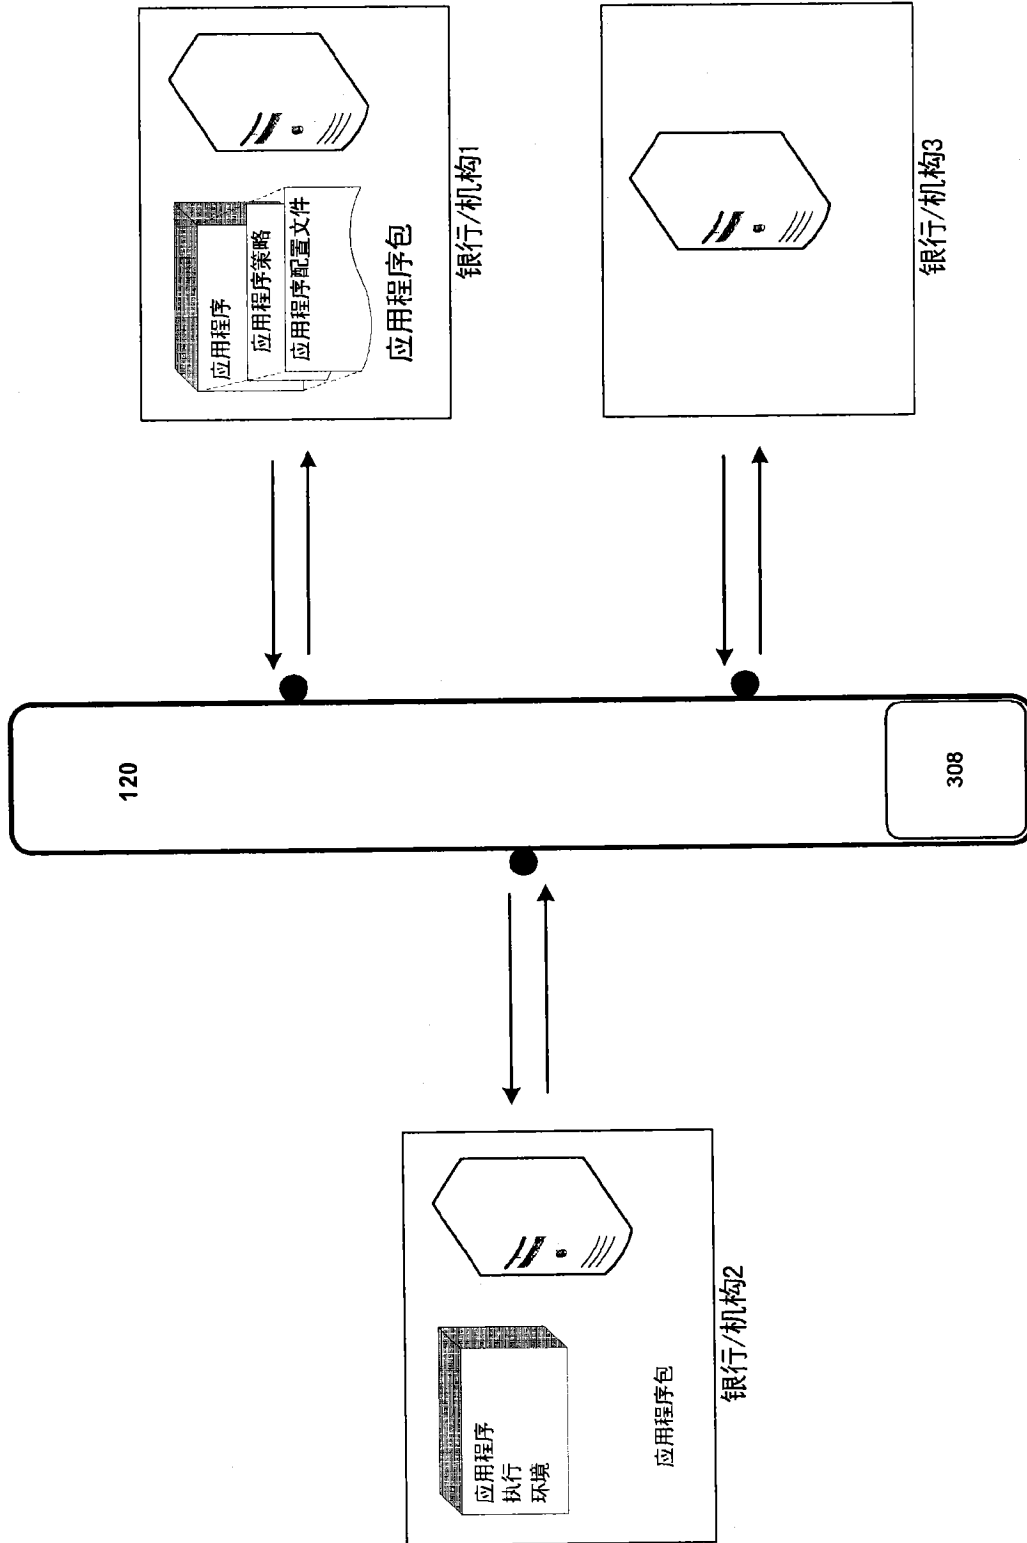 应用程序
执行
环境
应用程序包
银行/机构2
120
308
应用程序
应用程序策略
应用程序配置文件
应用程序包
银行/机构1
银行/机构3